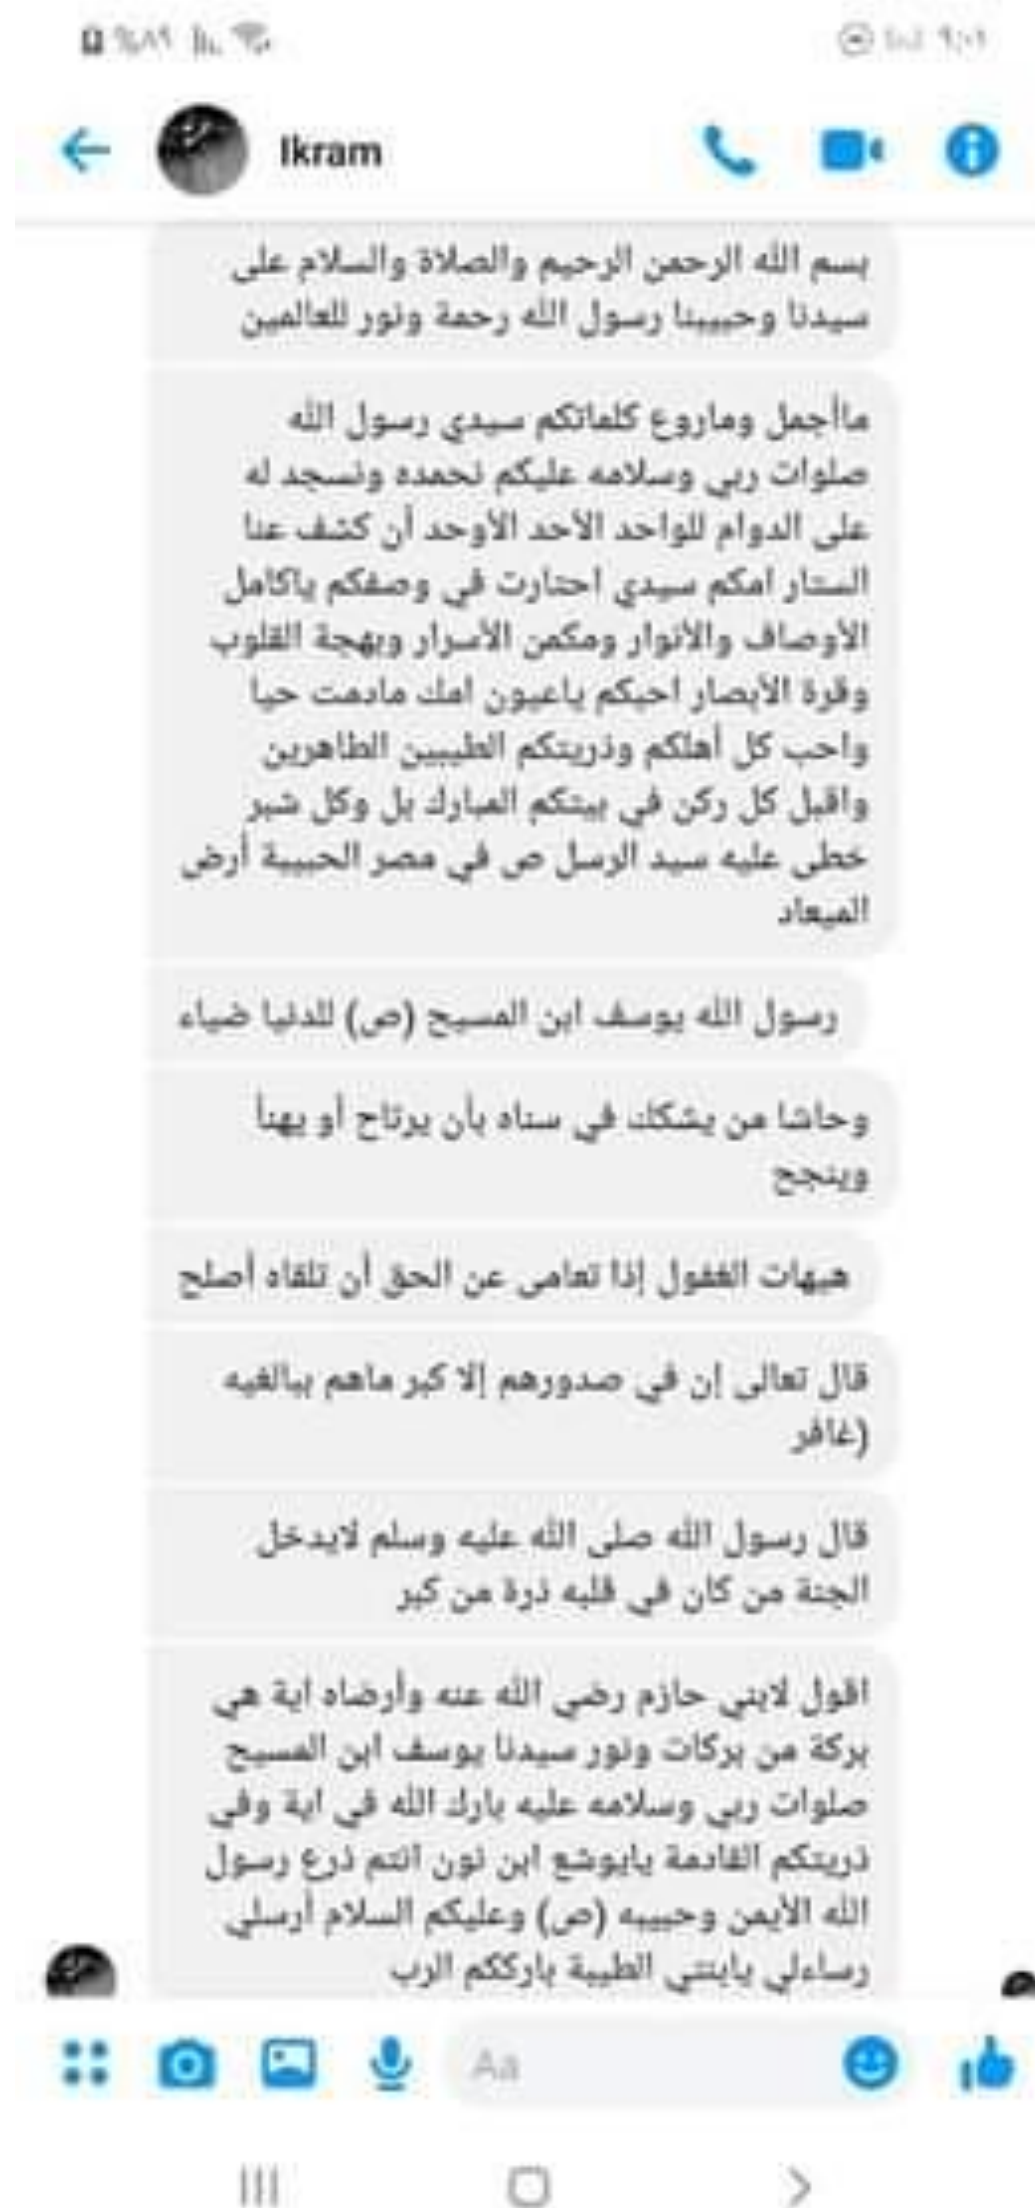 ٩:٠١
%٨٩
Ikram
بسم الله الرحمن الرحيم والصلاة والسلام على
سيدنا وحبيبنا رسول الله رحمة ونور للعالمين
ماأجمل وماروع كلماتكم سيدي رسول الله
صلوات ربي وسلامه عليكم نحمده ونسجد له
على الدوام للواحد الأحد الأوحد أن كشف عنا
الستار امكم سيدي احتارت في وصفكم ياكامل
الأوصاف والأنوار ومكمن الأسرار وبهجة القلوب
وقرة الأبصار احبكم ياعيون امك مادمت حيا
واحب كل أهلكم وذريتكم الطيبين الطاهرين
واقبل كل ركن في بيتكم المبارك بل وكل شبر
خطى عليه سيد الرسل ص في مصر الحبيبة أرض
الميعاد
رسول الله يوسف ابن المسيح (ص) للدنيا ضياء
وحاشا من يشكك في سناه بأن يرتاح أو يهنأ
وينجح
هيهات الغفول إذا تعامى عن الحق أن تلقاه أصلح
قال تعالى إن في صدورهم إلا كبر ماهم ببالغيه
(غافر
قال رسول الله صلى الله عليه وسلم لايدخل
الجنة من كان في قلبه ذرة من كبر
اقول لابني حازم رضي الله عنه وأرضاه اية هي
بركة من بركات ونور سيدنا يوسف ابن المسيح
صلوات ربي وسلامه عليه بارك الله في اية وفي
ذريتكم القادمة يايوشع ابن نون انتم ذرع رسول
الله الأيمن وحبيبه (ص) وعليكم السلام أرسلي
رساءلي يابنتي الطيبة بارككم الرب
Aa